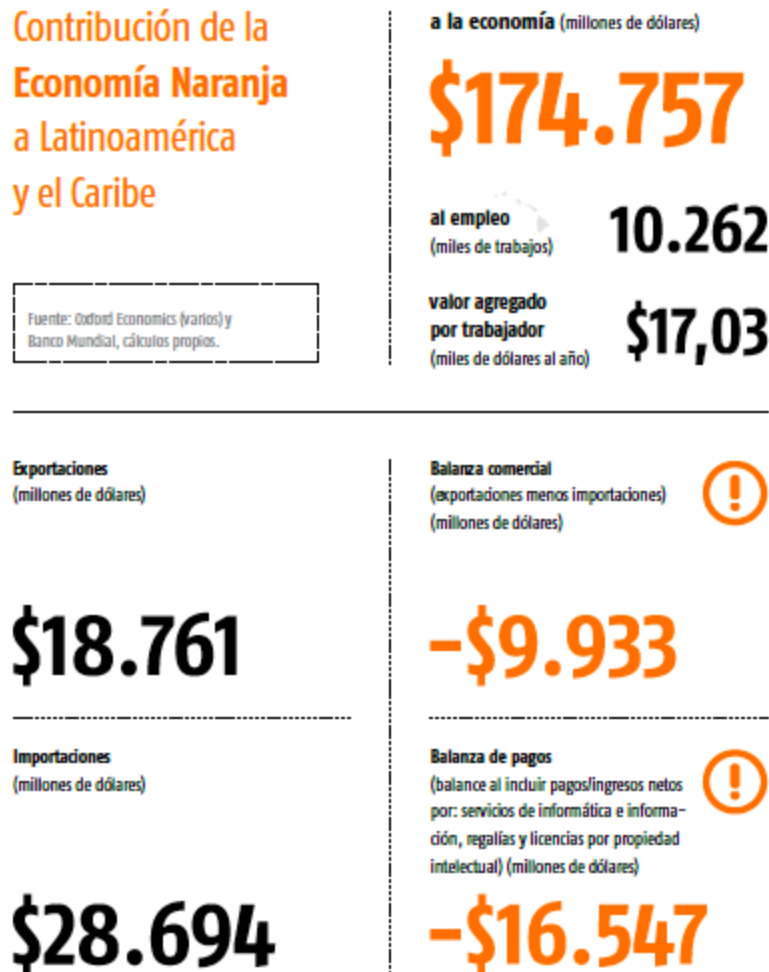 Contribución de la
Economía Naranja
a Latinoamérica
y el Caribe
Fuente: Oxford Economics (varios) y
Banco Mundial, cálculos propios.
a la economía (millones de dólares)
$174.757
al empleo
(miles de trabajos)
10.262
valor agregado
por trabajador
(miles de dólares al año)
$17,03
Exportaciones
(millones de dólares)
$18.761
Balanza comercial
(exportaciones menos importaciones)
(millones de dólares)
–$9.933
Importaciones
(millones de dólares)
$28.694
Balanza de pagos
(balance al incluir pagos/ingresos netos
por: servicios de informática e informa–
ción, regalías y licencias por propiedad
intelectual) (millones de dólares)
–$16.547